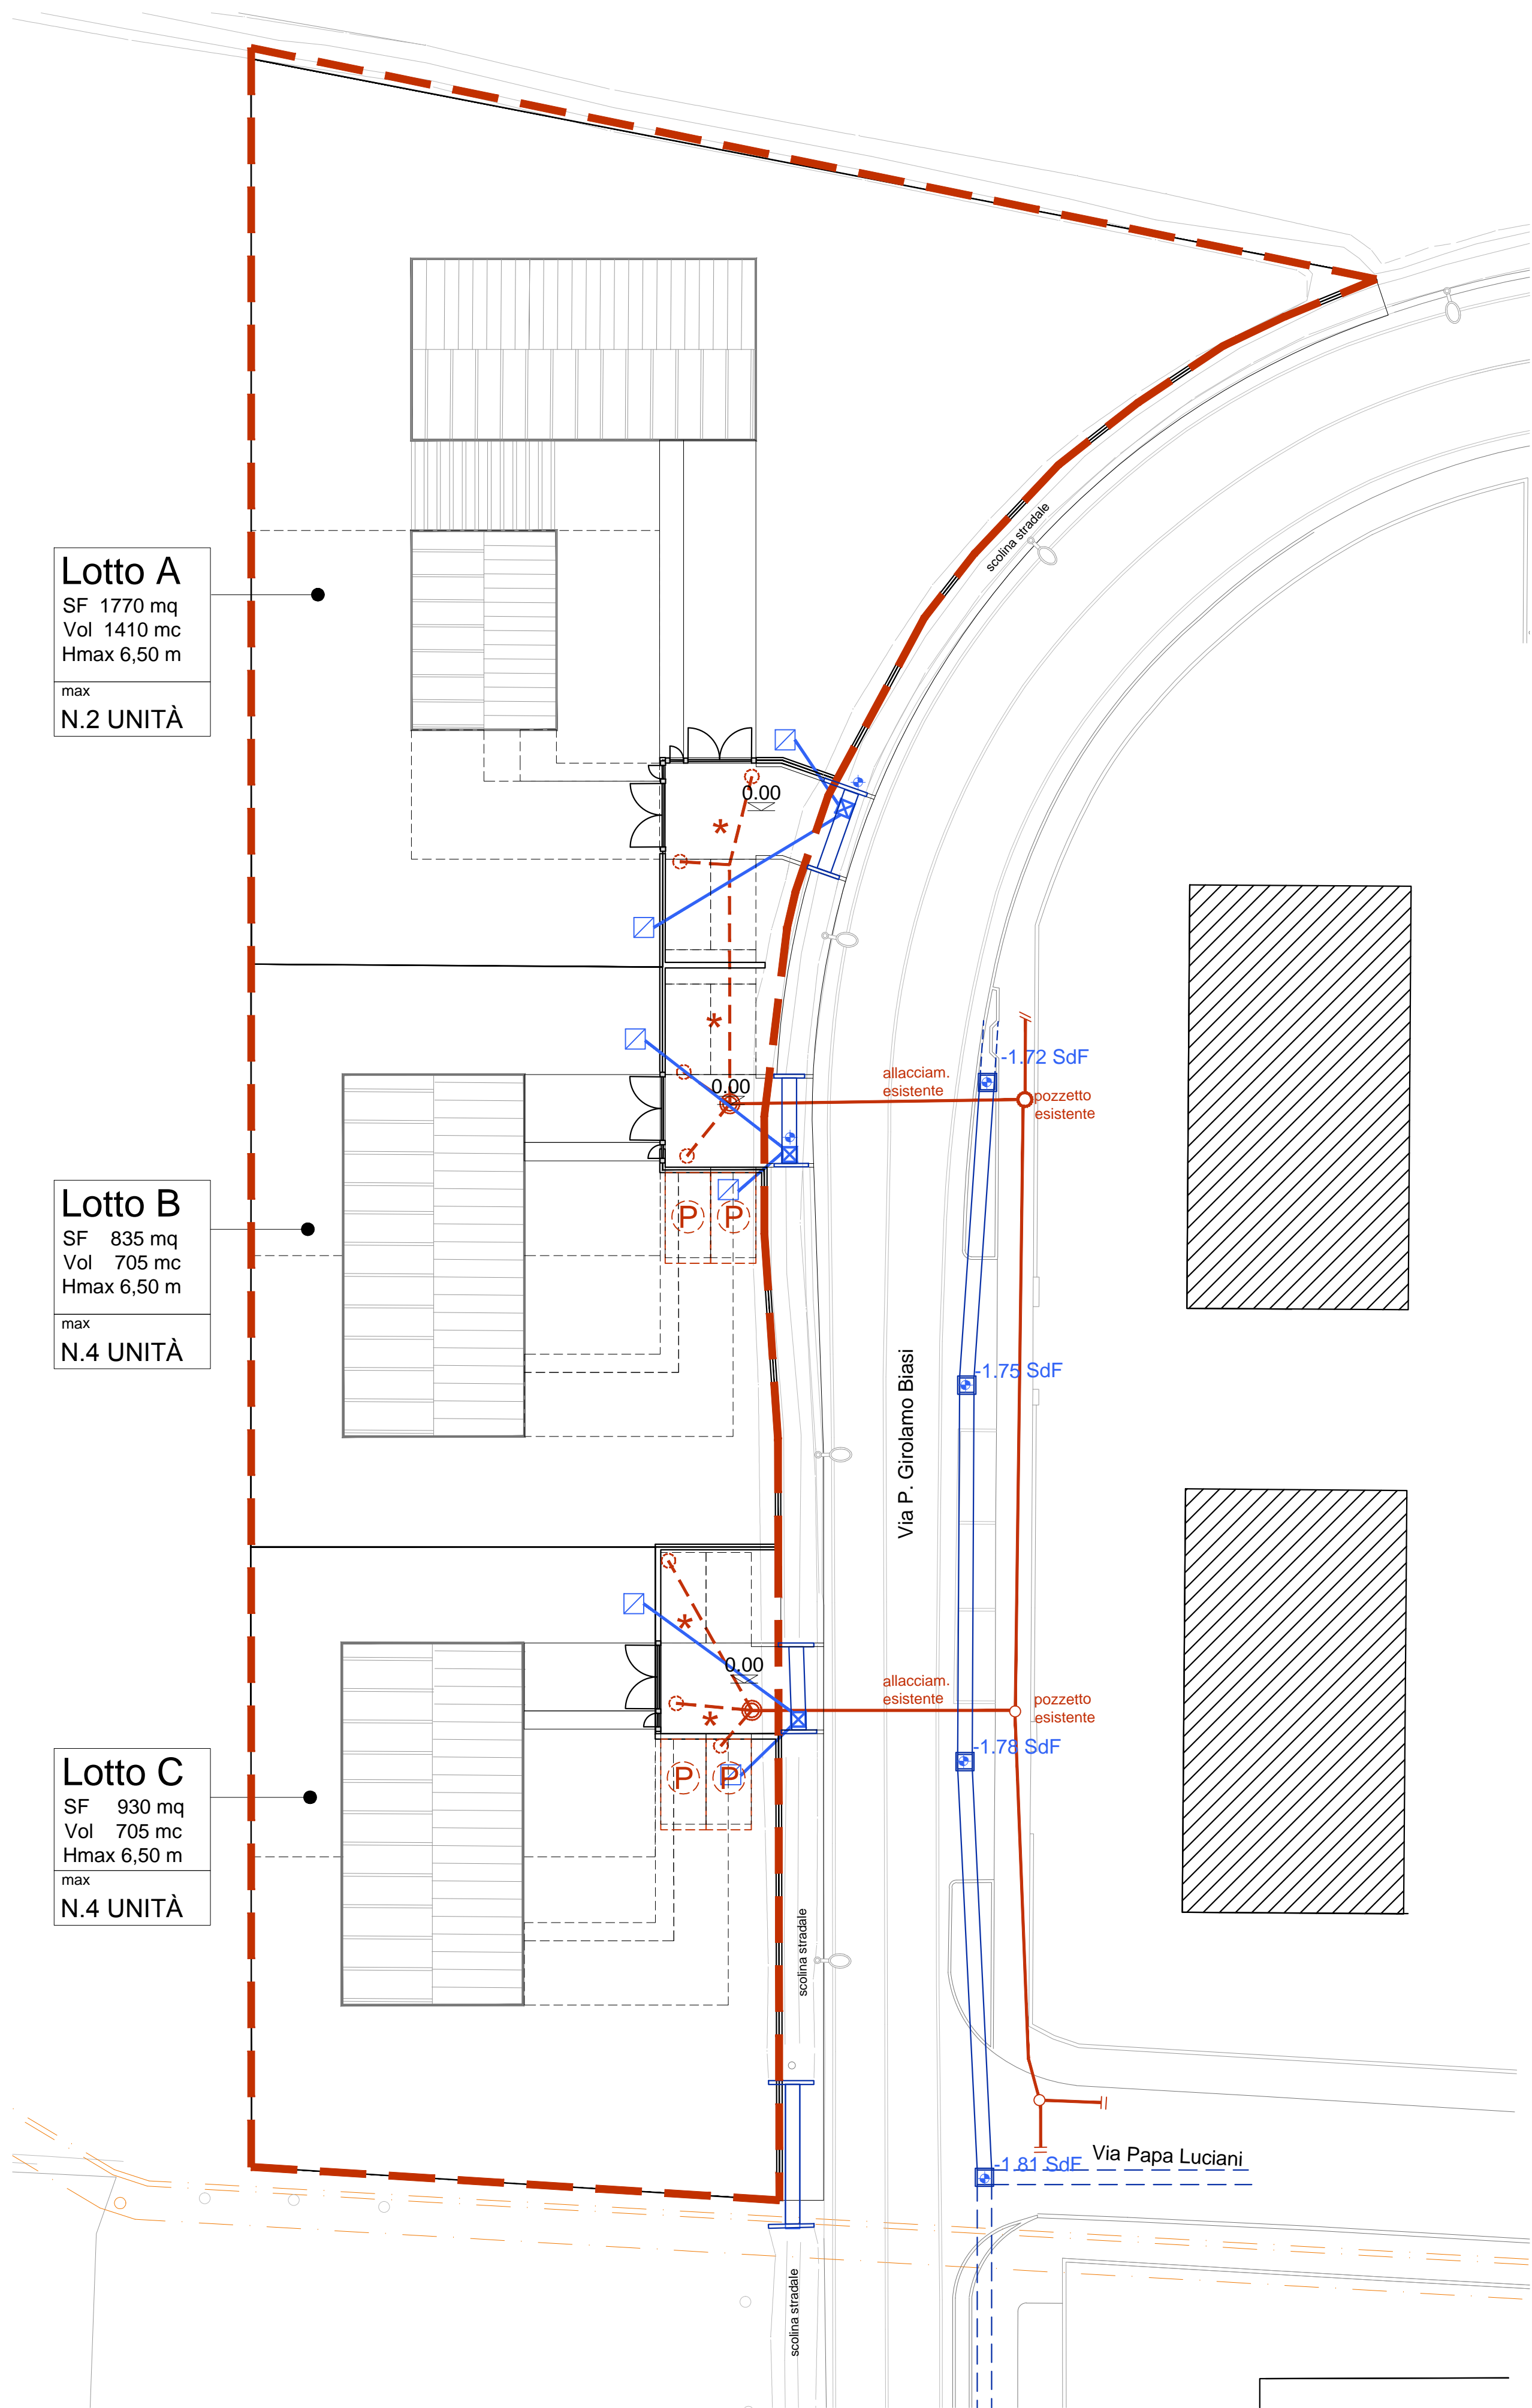 Lotto A
SF 1770 mq
Vol 1410 mc
Hmax 6,50 m
max
N.2 UNITÀ
scolina stradale
0.00
*
*
0.00
allacciam.
esistente
-1.72 SdF
pozzetto
esistente
Lotto B
SF 835 mq
Vol 705 mc
Hmax 6,50 m
max
N.4 UNITÀ
P P
Via P. Girolamo Biasi
-1.75 SdF
*
0.00
*
allacciam.
esistente
pozzetto
esistente
-1.78 SdF
P P
Lotto C
SF 930 mq
Vol 705 mc
Hmax 6,50 m
max
N.4 UNITÀ
scolina stradale
Via Papa Luciani
-1.81 SdF
scolina stradale